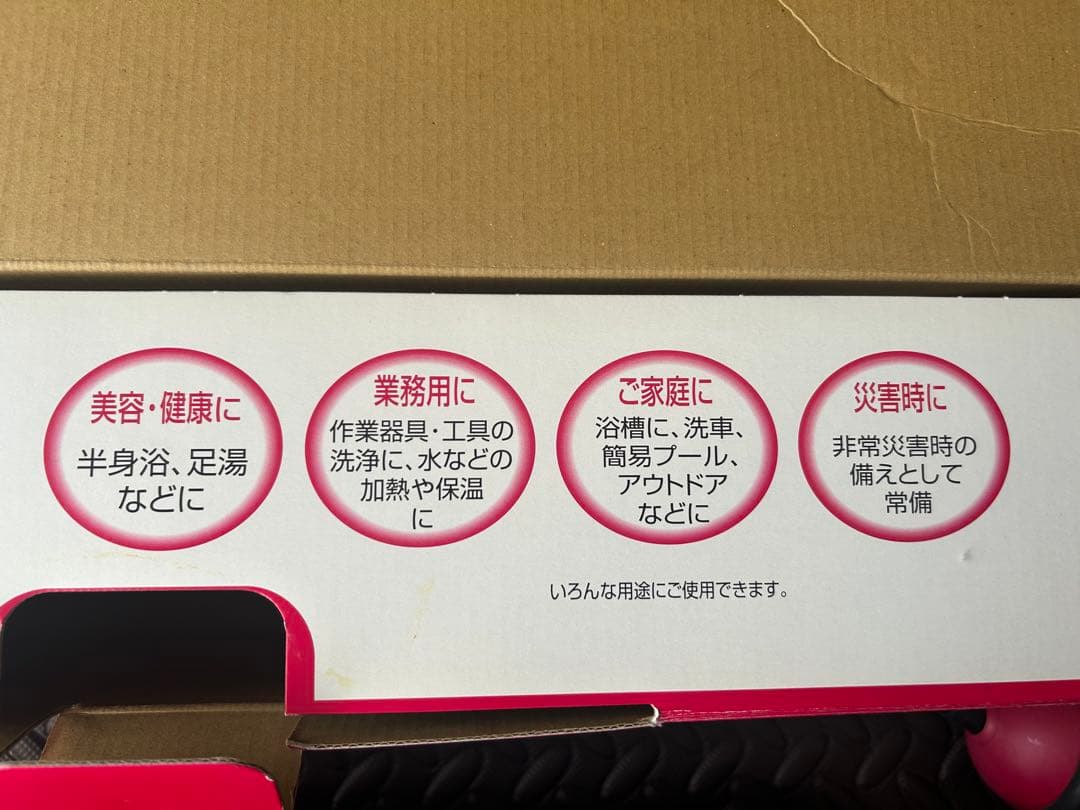 美容・健康に
半身浴、足湯
などに
業務用に
作業器具・工具の
洗浄に、水などの
加熱や保温
に
ご家庭に
浴槽に、洗車、
簡易プール、
アウトドア
などに
災害時に
非常災害時の
備えとして
常備
いろんな用途にご使用できます。